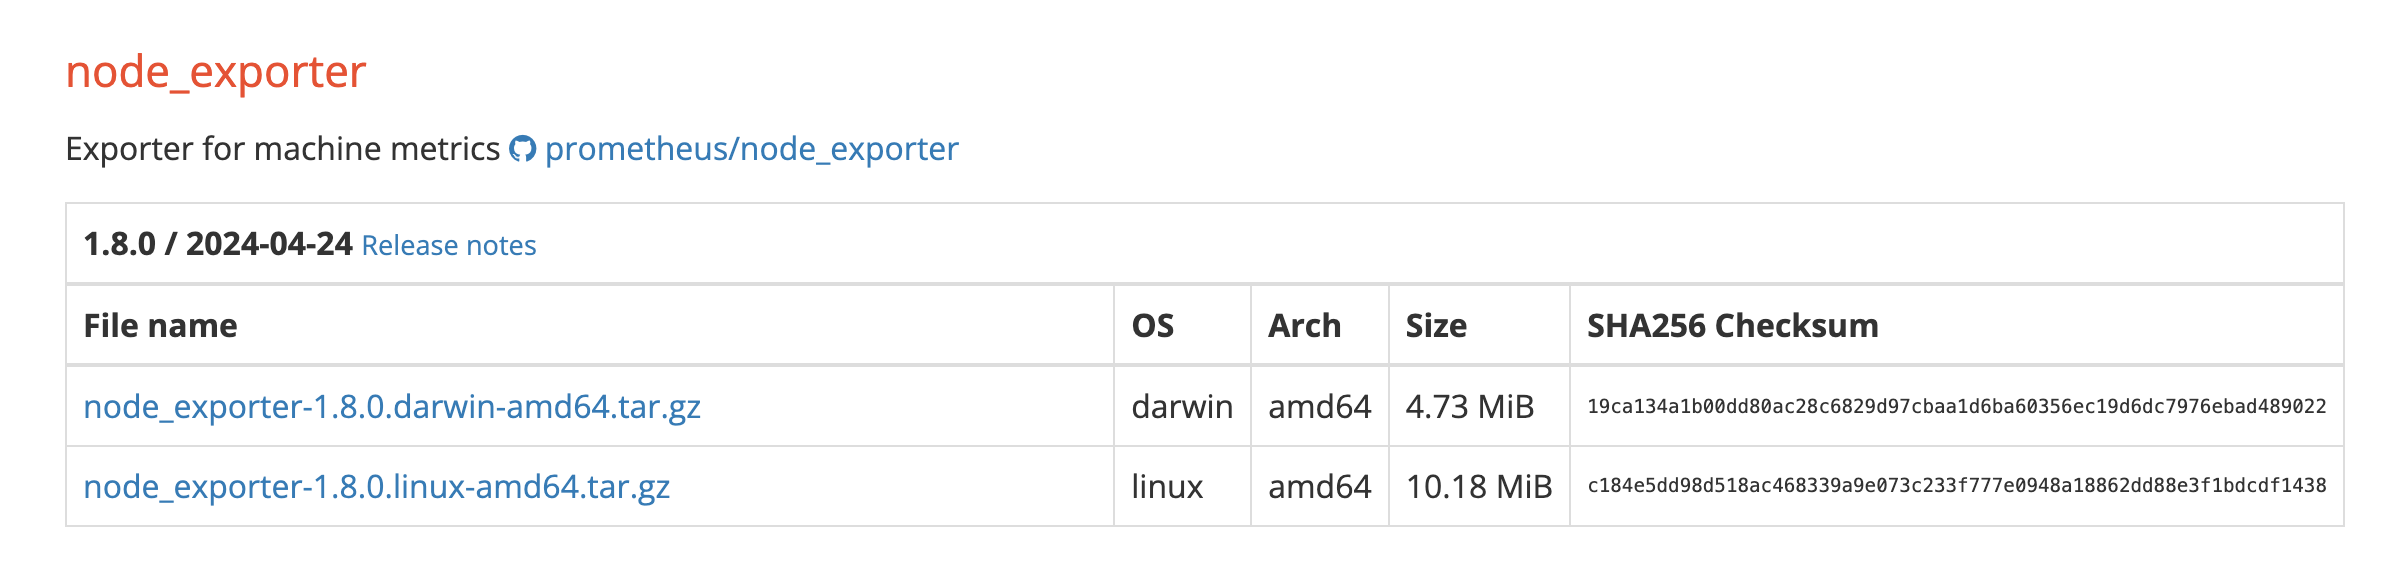 node_exporter
Exporter for machine metrics prometheus/node_exporter
1.8.0 / 2024-04-24 Release notes
File name OS Arch Size SHA256 Checksum
node_exporter-1.8.0.darwin-amd64.tar.gz darwin amd64 4.73 MiB 19ca134a1b00dd80ac28c6829d97cbaa1d6ba60356ec19d6dc7976ebad489022
node_exporter-1.8.0.linux-amd64.tar.gz linux amd64 10.18 MiB c184e5dd98d518ac468339a9e073c233f777e0948a18862dd88e3f1bdcdf1438